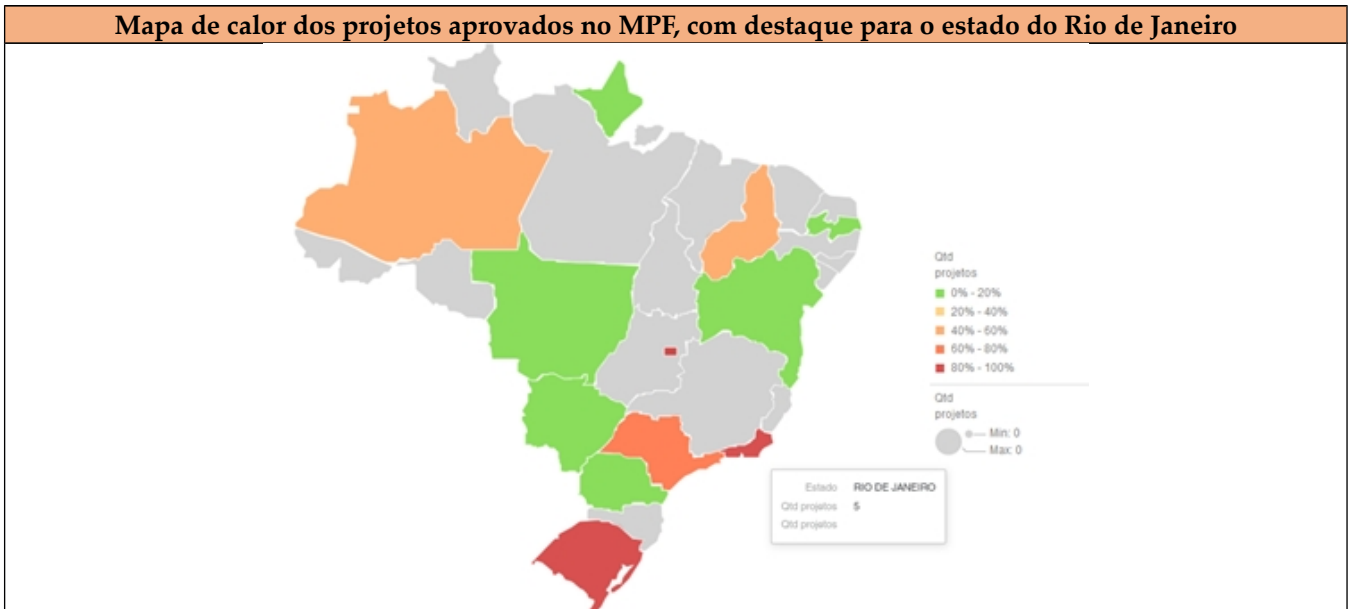 Mapa de calor dos projetos aprovados no MPF, com destaque para o estado do Rio de Janeiro
Qtd
projetos
0% - 20%
20% - 40%
40% - 60%
60% - 80%
80% - 100%
Qtd
projetos
Min: 0
Max: 0
Estado RIO DE JANEIRO
Qtd projetos 5
Qtd projetos